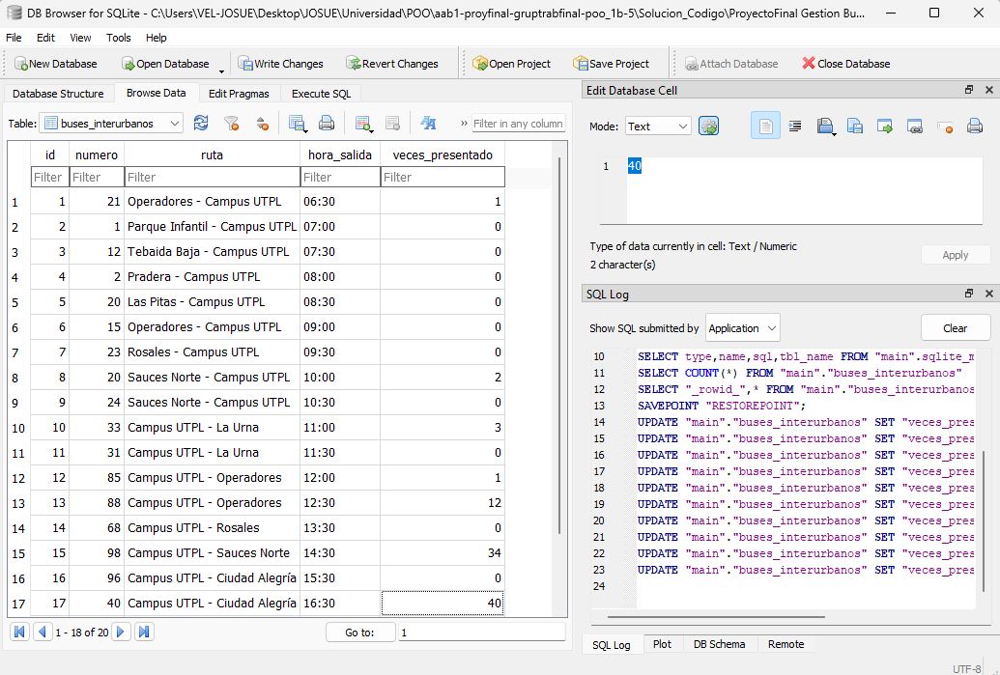 DB Browser for SQLite - C:\Users\VEL-JOSUE\Desktop\JOSUE\Universidad\POO\aab1-proyfinal-gruptrabfinal-poo_1b-5\Solucion_Codigo\ProyectoFinal Gestion Bu...
File Edit View Tools Help
New Database Open Database Write Changes Revert Changes Open Project Save Project Attach Database Close Database
Database Structure Browse Data Edit Pragmas Execute SQL
Table: buses_interurbanos » Filter in any column
id numero ruta hora_salida veces_presentado
Filter Filter Filter Filter Filter
1 1 21 Operadores - Campus UTPL 06:30 1
2 2 1 Parque Infantil - Campus UTPL 07:00 0
3 3 12 Tebaida Baja - Campus UTPL 07:30 0
4 4 2 Pradera - Campus UTPL 08:00 0
5 5 20 Las Pitas - Campus UTPL 08:30 0
6 6 15 Operadores - Campus UTPL 09:00 0
7 7 23 Rosales - Campus UTPL 09:30 0
8 8 20 Sauces Norte - Campus UTPL 10:00 2
9 9 24 Sauces Norte - Campus UTPL 10:30 0
10 10 33 Campus UTPL - La Urna 11:00 3
11 11 31 Campus UTPL - La Urna 11:30 0
12 12 85 Campus UTPL - Operadores 12:00 1
13 13 88 Campus UTPL - Operadores 12:30 12
14 14 68 Campus UTPL - Rosales 13:30 0
15 15 98 Campus UTPL - Sauces Norte 14:30 34
16 16 96 Campus UTPL - Ciudad Alegría 15:30 0
17 17 40 Campus UTPL - Ciudad Alegría 16:30 40
1 - 18 of 20 Go to: 1
Edit Database Cell
Mode: Text
1 40
Type of data currently in cell: Text / Numeric
2 character(s)
Apply
SQL Log
Show SQL submitted by Application Clear
10 SELECT type,name,sql,tbl_name FROM "main".sqlite_m
11 SELECT COUNT(*) FROM "main"."buses_interurbanos"
12 SELECT "_rowid_",* FROM "main"."buses_interurbanos
13 SAVEPOINT "RESTOREPOINT";
14 UPDATE "main"."buses_interurbanos" SET "veces_pres
15 UPDATE "main"."buses_interurbanos" SET "veces_pres
16 UPDATE "main"."buses_interurbanos" SET "veces_pres
17 UPDATE "main"."buses_interurbanos" SET "veces_pres
18 UPDATE "main"."buses_interurbanos" SET "veces_pres
19 UPDATE "main"."buses_interurbanos" SET "veces_pres
20 UPDATE "main"."buses_interurbanos" SET "veces_pres
21 UPDATE "main"."buses_interurbanos" SET "veces_pres
22 UPDATE "main"."buses_interurbanos" SET "veces_pres
23 UPDATE "main"."buses_interurbanos" SET "veces_pres
24
SQL Log Plot DB Schema Remote
UTF-8